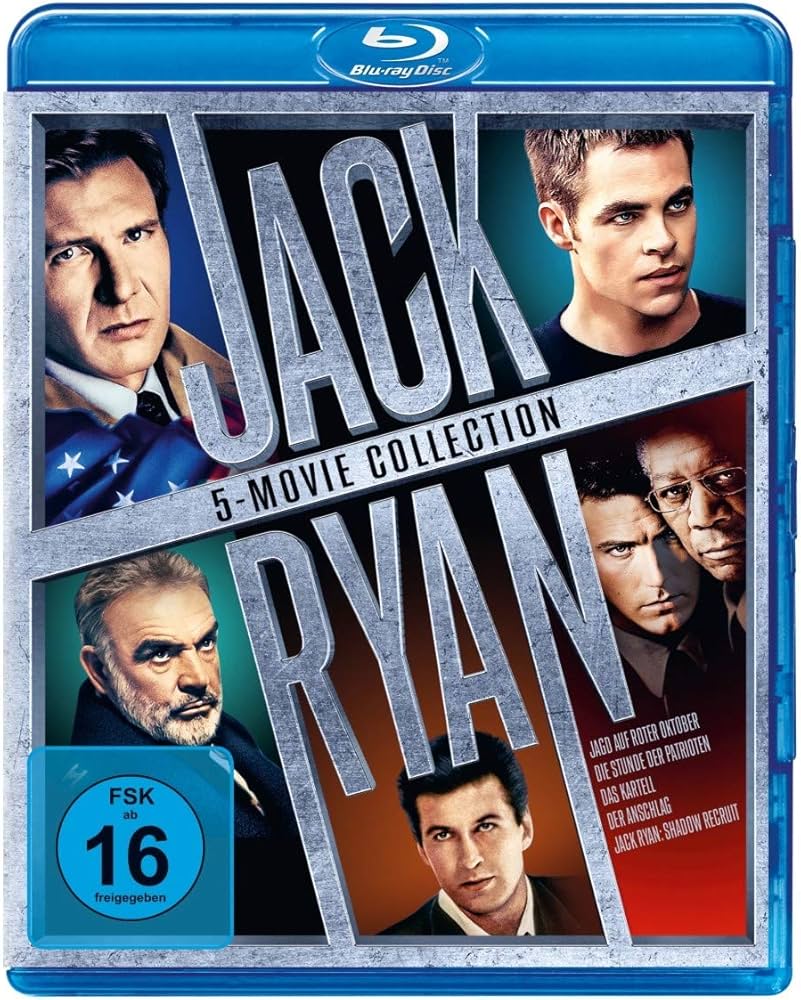 Blu-ray Disc™
JACK
5-MOVIE COLLECTION
RYAN
JAGD AUF ROTER OKTOBER
DIE STUNDE DER PATRIOTEN
DAS KARTELL
DER ANSCHLAG
JACK RYAN: SHADOW RECRUIT
FSK
ab
16
freigegeben